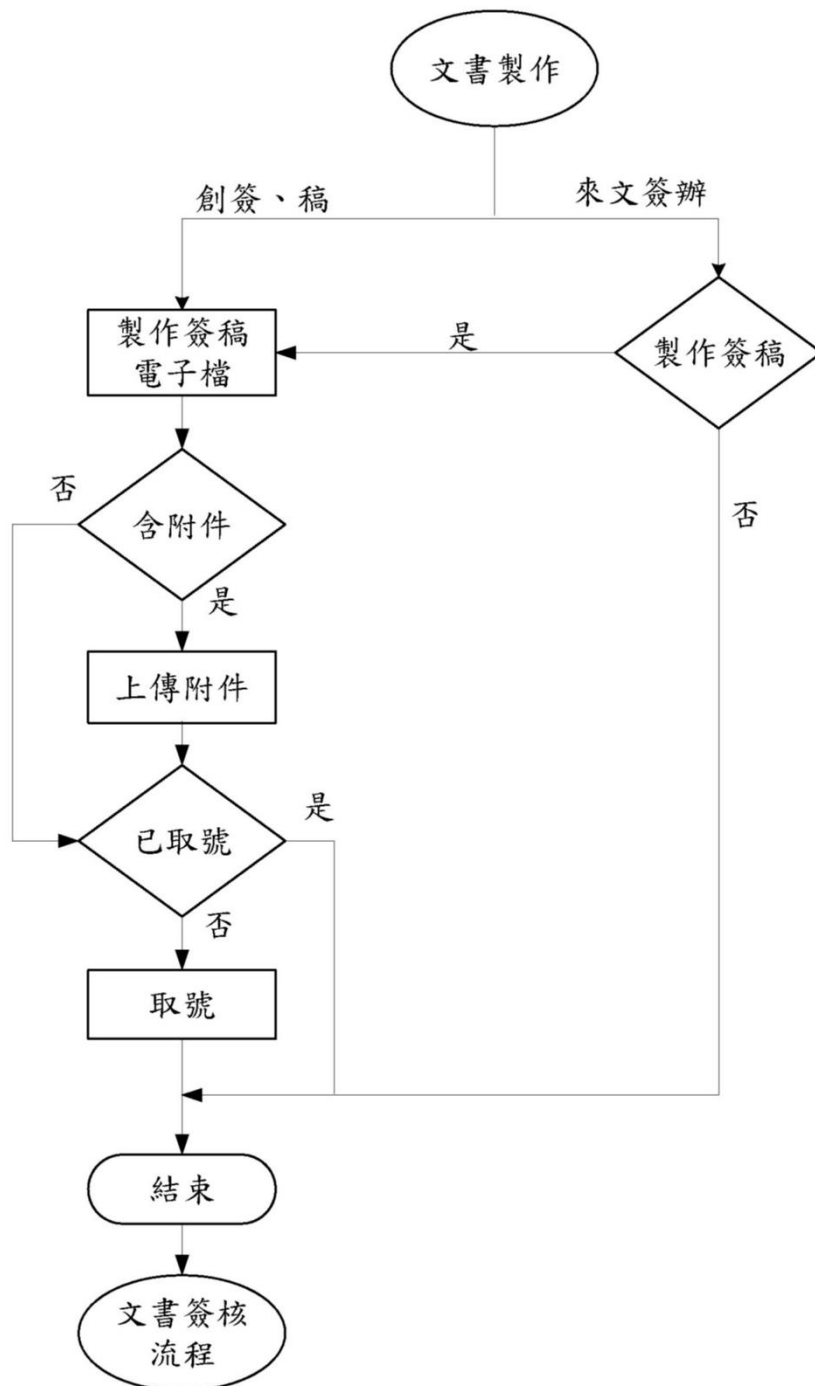 文書製作
創簽、稿
來文簽辦
製作簽稿
電子檔
是
製作簽稿
否
含附件
否
是
上傳附件
已取號
是
否
取號
結束
文書簽核
流程